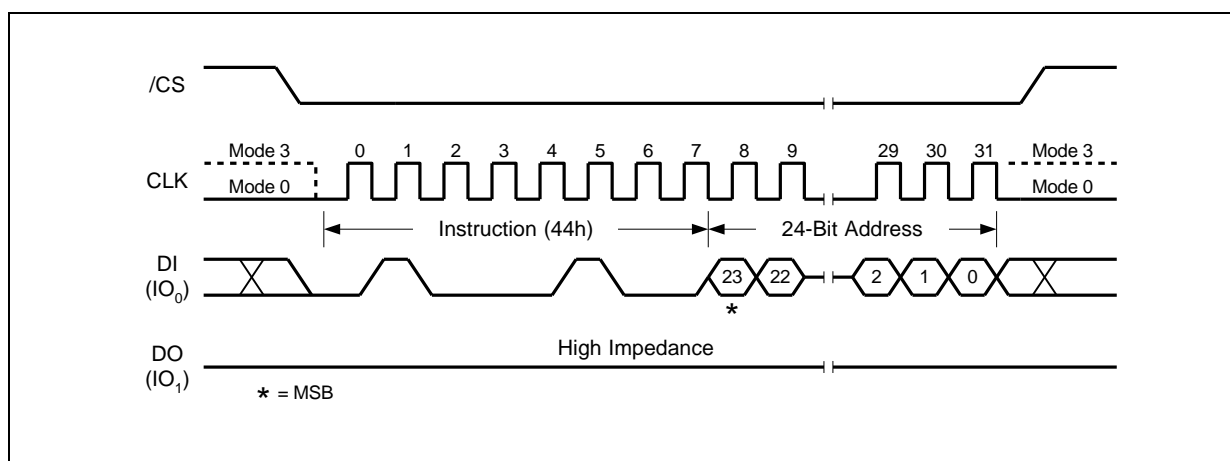 /CS
Mode 3
0 1 2 3 4 5 6 7 8 9 29 30 31
Mode 3
CLK
Mode 0
Mode 0
Instruction (44h)
24-Bit Address
DI
(IO0)
23 22 2 1 0
*
High Impedance
DO
(IO1)
* = MSB